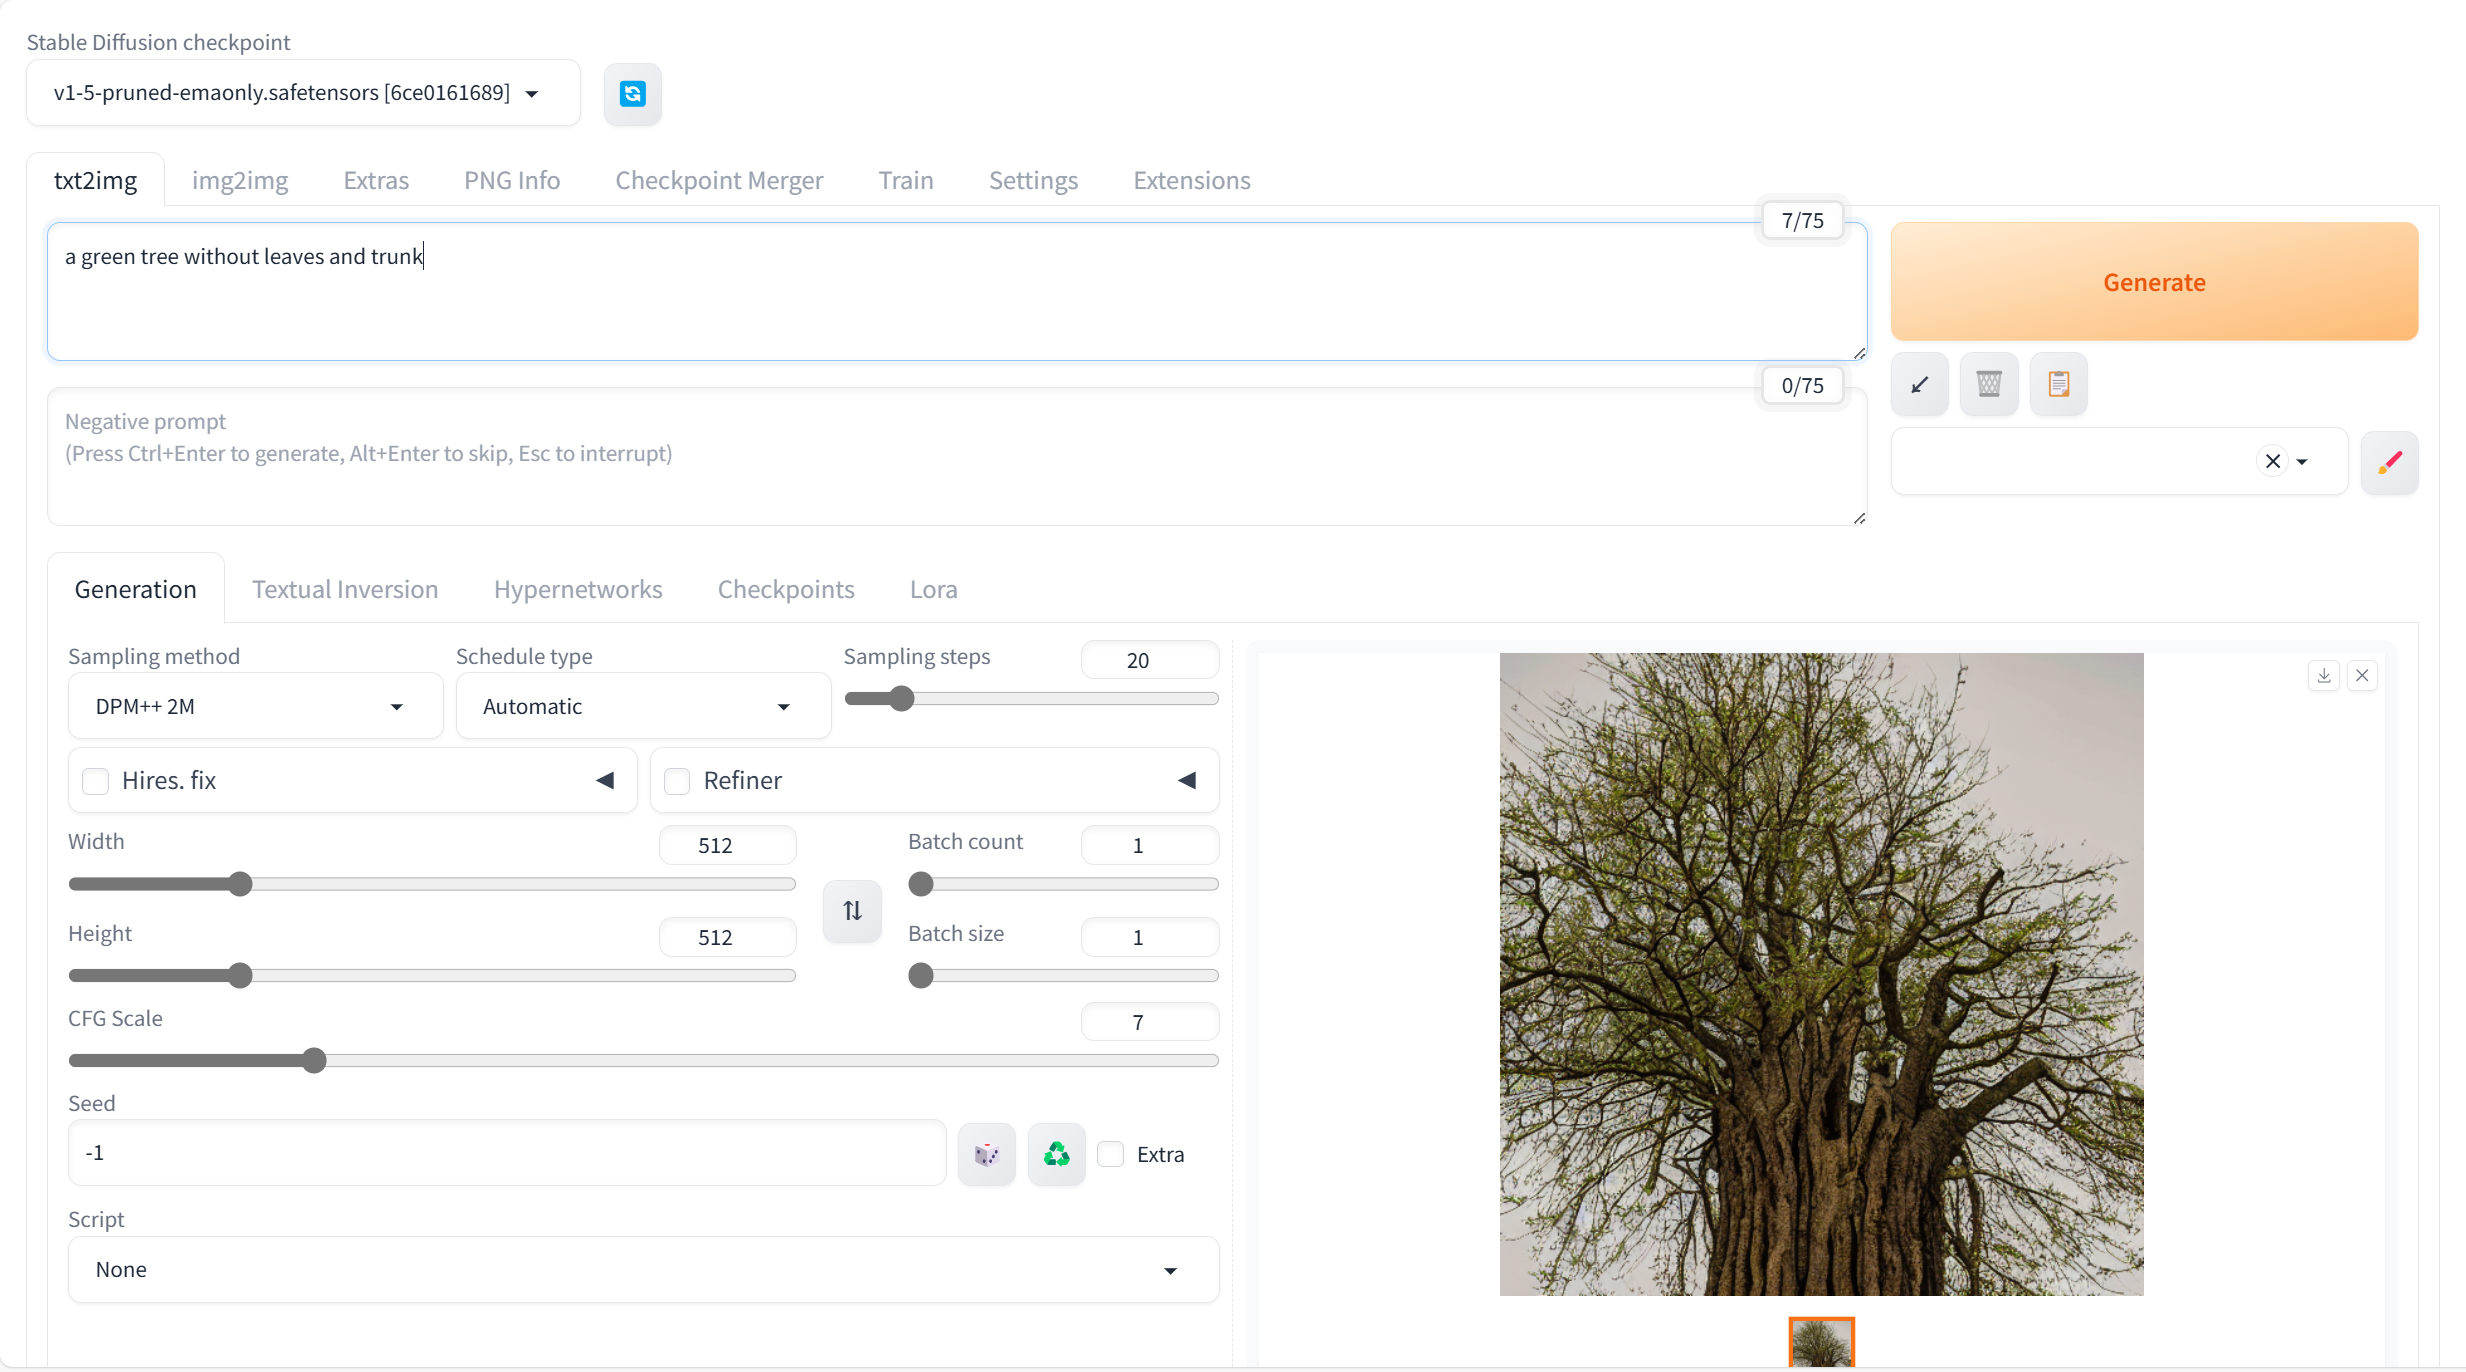 Stable Diffusion checkpoint
v1-5-pruned-emaonly.safetensors [6ce0161689]
txt2img img2img Extras PNG Info Checkpoint Merger Train Settings Extensions
7/75
a green tree without leaves and trunk
Generate
0/75
Negative prompt
(Press Ctrl+Enter to generate, Alt+Enter to skip, Esc to interrupt)
Generation Textual Inversion Hypernetworks Checkpoints Lora
Sampling method Schedule type Sampling steps 20
DPM++ 2M Automatic
Hires. fix Refiner
Width 512 Batch count 1
Height 512 Batch size 1
CFG Scale 7
Seed
-1 Extra
Script
None